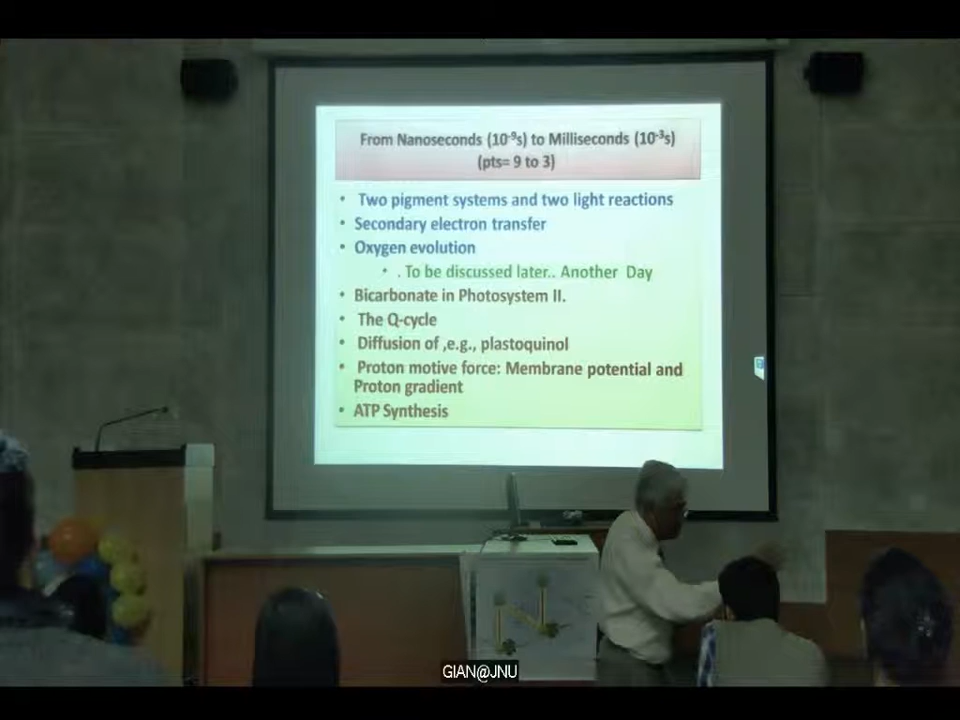 From Nanoseconds (10⁻⁹s) to Milliseconds (10⁻³s)
(pts= 9 to 3)
• Two pigment systems and two light reactions
• Secondary electron transfer
• Oxygen evolution
• . To be discussed later.. Another Day
• Bicarbonate in Photosystem II.
• The Q-cycle
• Diffusion of ,e.g., plastoquinol
• Proton motive force: Membrane potential and
Proton gradient
• ATP Synthesis
GIAN@JNU